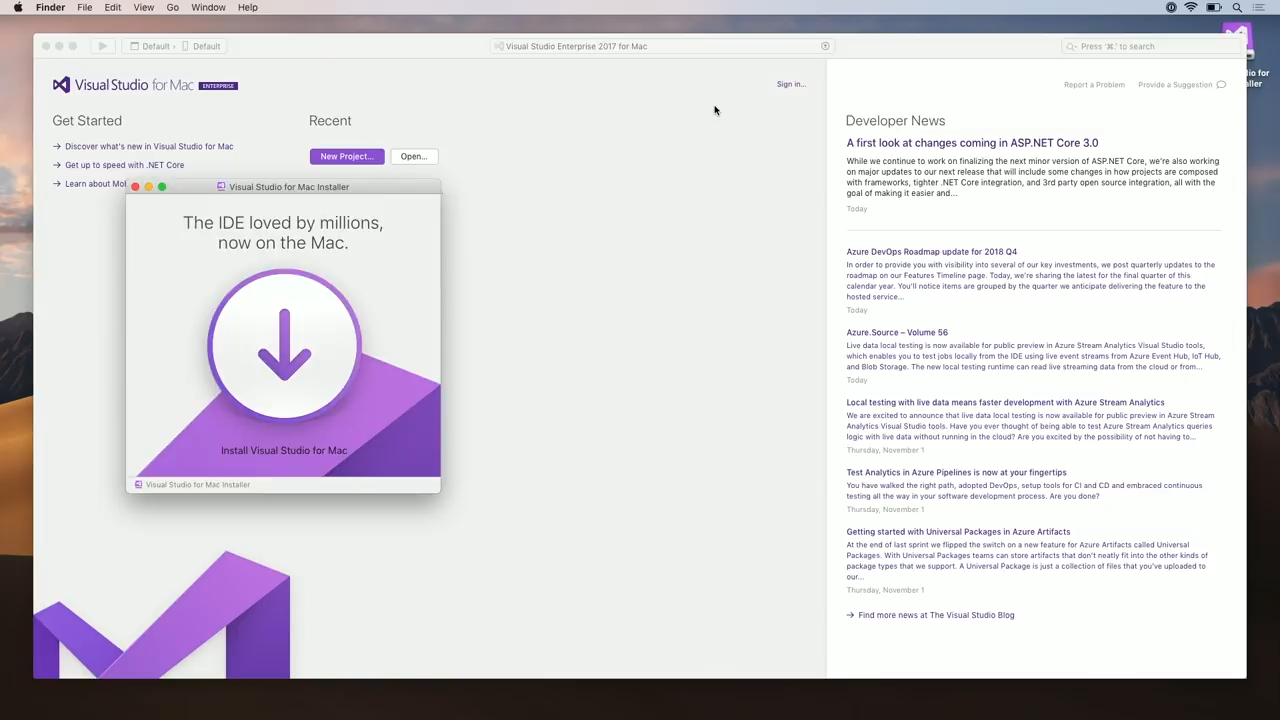 Finder File Edit View Go Window Help
Default › Default
Visual Studio Enterprise 2017 for Mac
Press '⌘.' to search
Visual Studio for Mac ENTERPRISE
Sign in...
Get Started
→ Discover what's new in Visual Studio for Mac
→ Get up to speed with .NET Core
→ Learn about Mol
Recent
New Project... Open...
Visual Studio for Mac Installer
The IDE loved by millions,
now on the Mac.
Install Visual Studio for Mac
Visual Studio for Mac Installer
Report a Problem Provide a Suggestion
Developer News
A first look at changes coming in ASP.NET Core 3.0
While we continue to work on finalizing the next minor version of ASP.NET Core, we're also working
on major updates to our next release that will include some changes in how projects are composed
with frameworks, tighter .NET Core integration, and 3rd party open source integration, all with the
goal of making it easier and...
Today
Azure DevOps Roadmap update for 2018 Q4
In order to provide you with visibility into several of our key investments, we post quarterly updates to the
roadmap on our Features Timeline page. Today, we're sharing the latest for the final quarter of this
calendar year. You'll notice items are grouped by the quarter we anticipate delivering the feature to the
hosted service...
Today
Azure.Source – Volume 56
Live data local testing is now available for public preview in Azure Stream Analytics Visual Studio tools,
which enables you to test jobs locally from the IDE using live event streams from Azure Event Hub, IoT Hub,
and Blob Storage. The new local testing runtime can read live streaming data from the cloud or from...
Today
Local testing with live data means faster development with Azure Stream Analytics
We are excited to announce that live data local testing is now available for public preview in Azure Stream
Analytics Visual Studio tools. Have you ever thought of being able to test Azure Stream Analytics queries
logic with live data without running in the cloud? Are you excited by the possibility of not having to...
Thursday, November 1
Test Analytics in Azure Pipelines is now at your fingertips
You have walked the right path, adopted DevOps, setup tools for CI and CD and embraced continuous
testing all the way in your software development process. Are you done?
Thursday, November 1
Getting started with Universal Packages in Azure Artifacts
At the end of last sprint we flipped the switch on a new feature for Azure Artifacts called Universal
Packages. With Universal Packages teams can store artifacts that don't neatly fit into the other kinds of
package types that we support. A Universal Package is just a collection of files that you've uploaded to
our...
Thursday, November 1
→ Find more news at The Visual Studio Blog
io for
ller